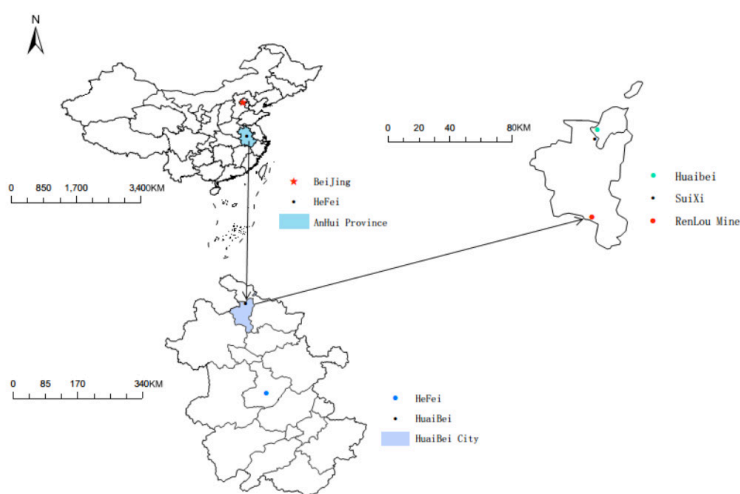 N
0 20 40 80KM
BeiJing
HeFei
AnHui Province
0 850 1,700 3,400KM
Huaibei
SuiXi
RenLou Mine
0 85 170 340KM
HeFei
HuaiBei
HuaiBei City